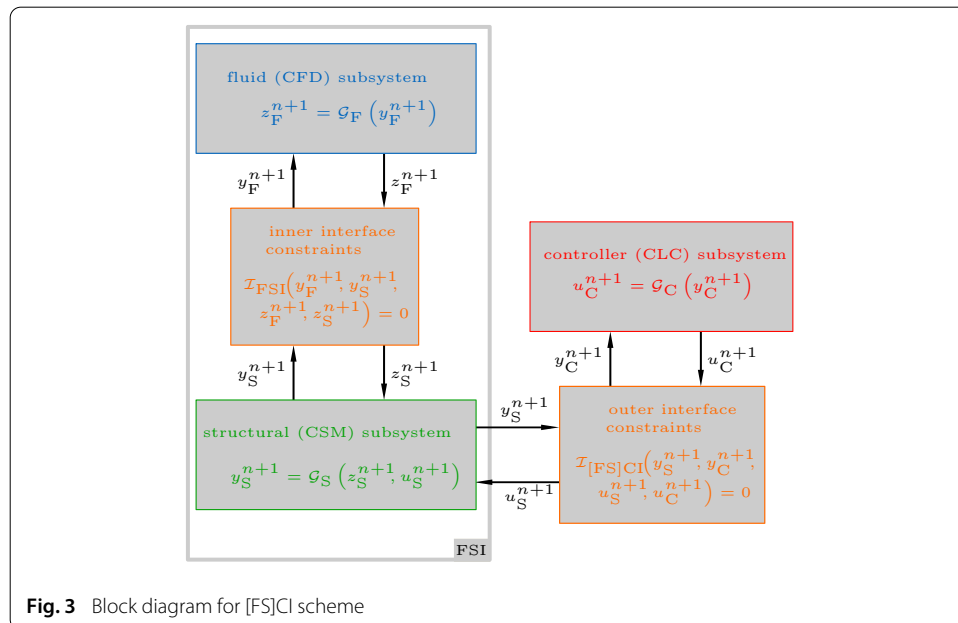 fluid (CFD) subsystem
z_F^{n+1} = 𝒢_F (y_F^{n+1})
y_F^{n+1}
z_F^{n+1}
inner interface
constraints
ℐ_FSI(y_F^{n+1}, y_S^{n+1},
z_F^{n+1}, z_S^{n+1}) = 0
y_S^{n+1}
z_S^{n+1}
structural (CSM) subsystem
y_S^{n+1} = 𝒢_S (z_S^{n+1}, u_S^{n+1})
FSI
y_S^{n+1}
u_S^{n+1}
controller (CLC) subsystem
u_C^{n+1} = 𝒢_C (y_C^{n+1})
y_C^{n+1}
u_C^{n+1}
outer interface
constraints
ℐ_[FS]CI(y_S^{n+1}, y_C^{n+1},
u_S^{n+1}, u_C^{n+1}) = 0
Fig. 3 Block diagram for [FS]CI scheme